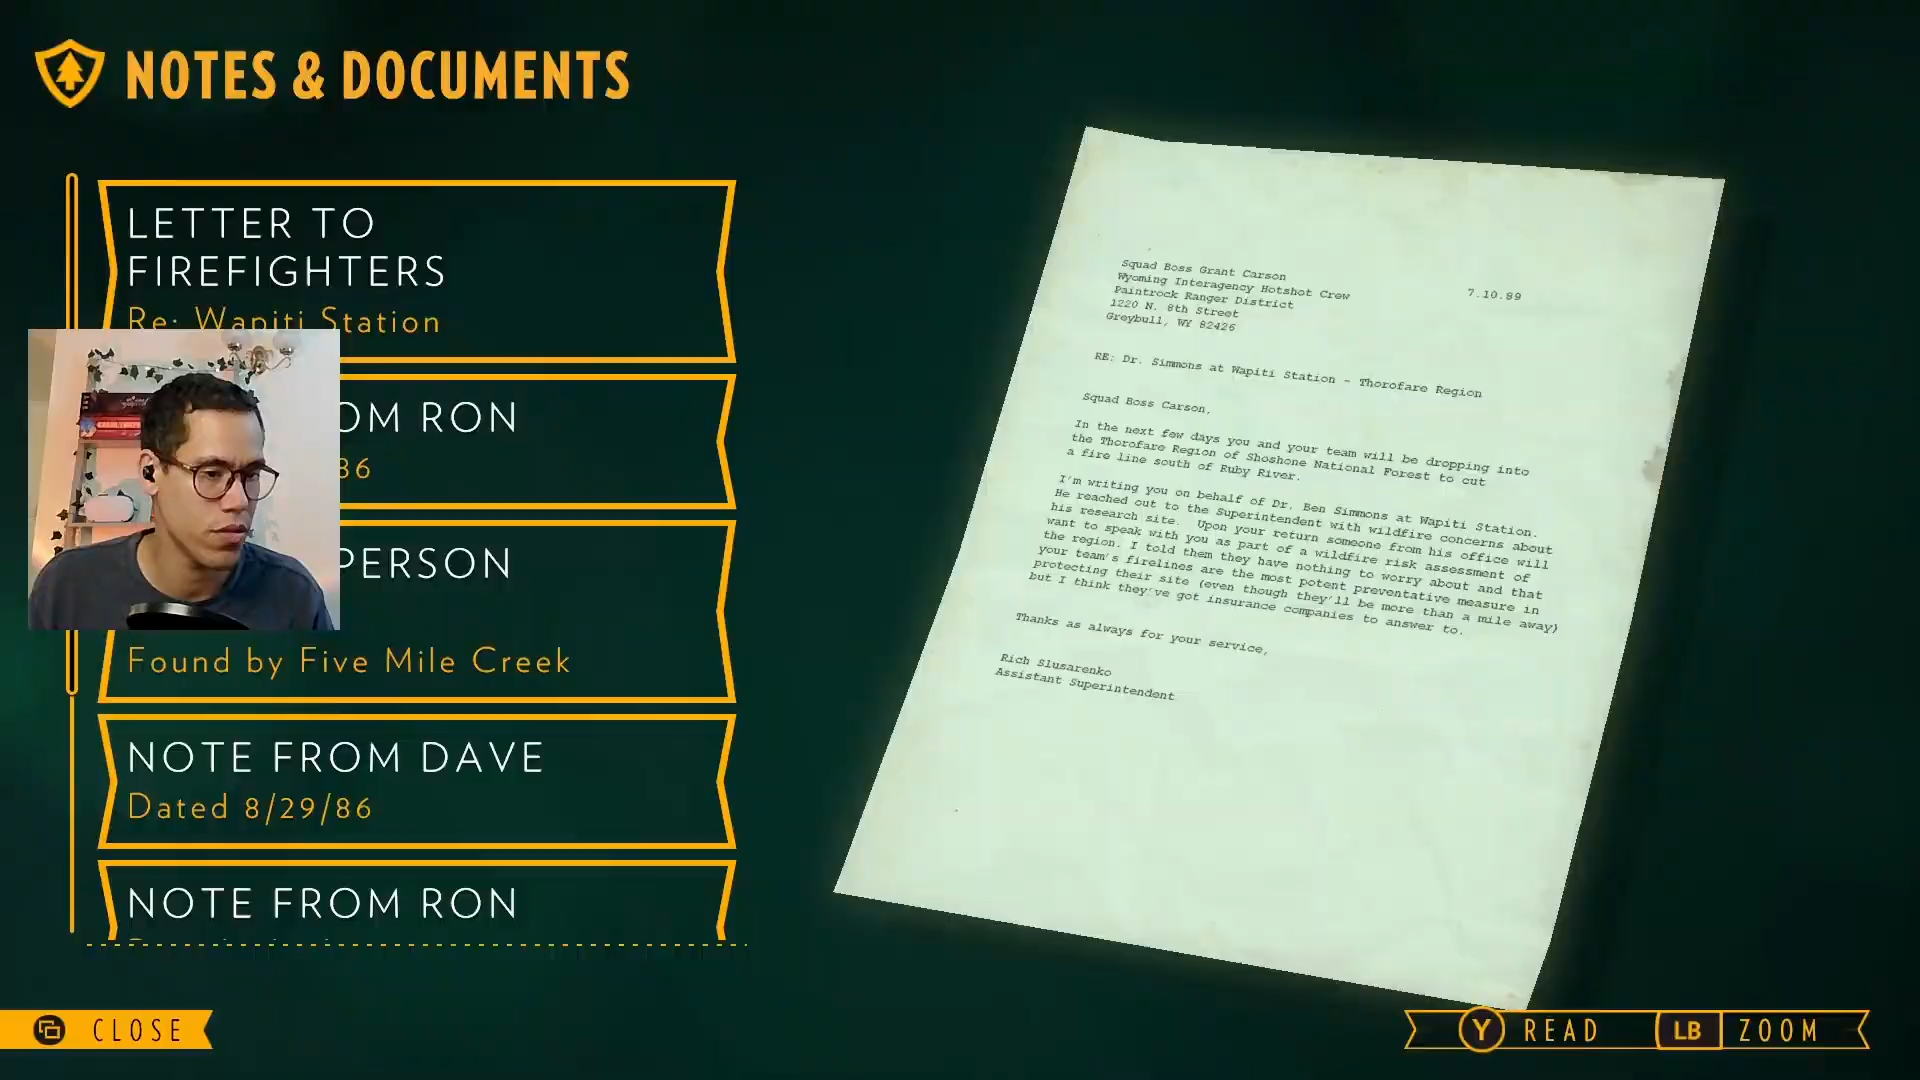 NOTES & DOCUMENTS
LETTER TO
FIREFIGHTERS
Re: Wapiti Station
OM RON
86
PERSON
Found by Five Mile Creek
NOTE FROM DAVE
Dated 8/29/86
NOTE FROM RON
Squad Boss Grant Carson
Wyoming Interagency Hotshot Crew
Paintrock Ranger District
1220 N. 8th Street
Greybull, WY 82426
7.10.89
RE: Dr. Simmons at Wapiti Station - Thorofare Region
Squad Boss Carson,
In the next few days you and your team will be dropping into
the Thorofare Region of Shoshone National Forest to cut
a fire line south of Ruby River.
I'm writing you on behalf of Dr. Ben Simmons at Wapiti Station.
He reached out to the Superintendent with wildfire concerns about
his research site. Upon your return someone from his office will
want to speak with you as part of a wildfire risk assessment of
the region. I told them they have nothing to worry about and that
your team's firelines are the most potent preventative measure in
protecting their site (even though they'll be more than a mile away)
but I think they've got insurance companies to answer to.
Thanks as always for your service,
Rich Slusarenko
Assistant Superintendent
CLOSE
Y READ LB ZOOM